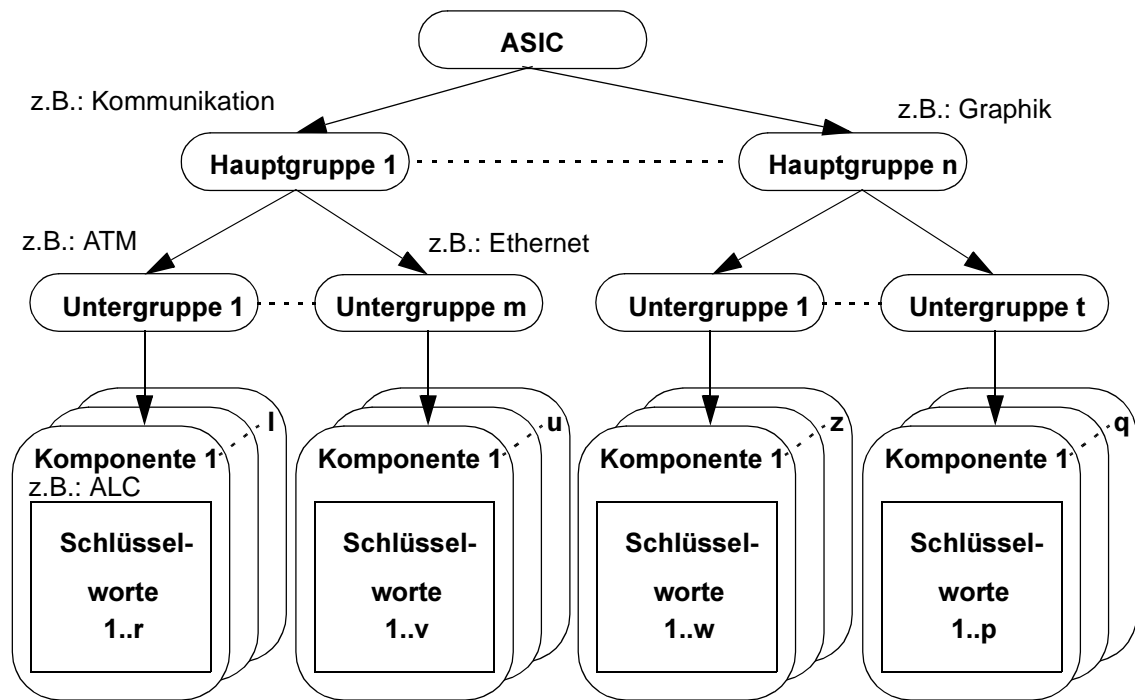 ASIC
z.B.: Kommunikation
z.B.: Graphik
Hauptgruppe 1
Hauptgruppe n
z.B.: ATM
z.B.: Ethernet
Untergruppe 1
Untergruppe m
Untergruppe 1
Untergruppe t
l
u
z
q
Komponente 1
Komponente 1
Komponente 1
Komponente 1
z.B.: ALC
Schlüssel-
worte
1..r
Schlüssel-
worte
1..v
Schlüssel-
worte
1..w
Schlüssel-
worte
1..p